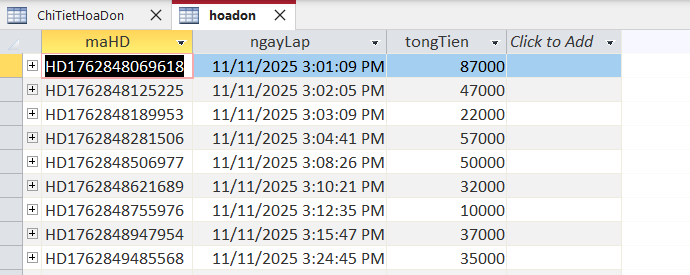 ChiTietHoaDon hoadon
maHD ngayLap tongTien Click to Add
HD1762848069618 11/11/2025 3:01:09 PM 87000
HD1762848125225 11/11/2025 3:02:05 PM 47000
HD1762848189953 11/11/2025 3:03:09 PM 22000
HD1762848281506 11/11/2025 3:04:41 PM 57000
HD1762848506977 11/11/2025 3:08:26 PM 50000
HD1762848621689 11/11/2025 3:10:21 PM 32000
HD1762848755976 11/11/2025 3:12:35 PM 10000
HD1762848947954 11/11/2025 3:15:47 PM 37000
HD1762849485568 11/11/2025 3:24:45 PM 35000